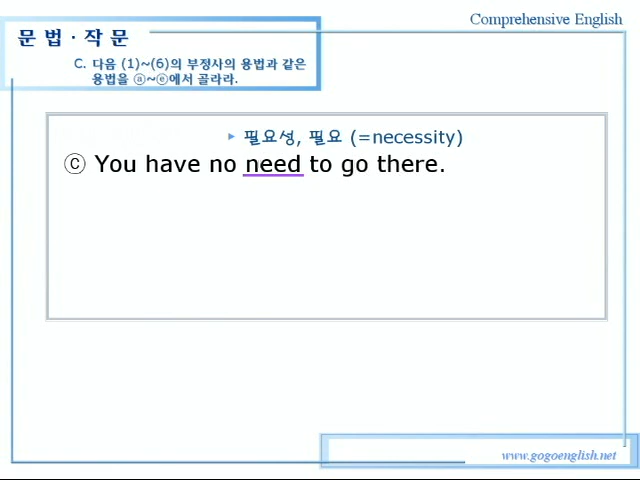 Comprehensive English
문 법 · 작 문
C. 다음 (1)~(6)의 부정사의 용법과 같은
용법을 ⓐ~ⓔ에서 골라라.
▸ 필요성, 필요 (=necessity)
ⓒ You have no need to go there.
www.gogoenglish.net